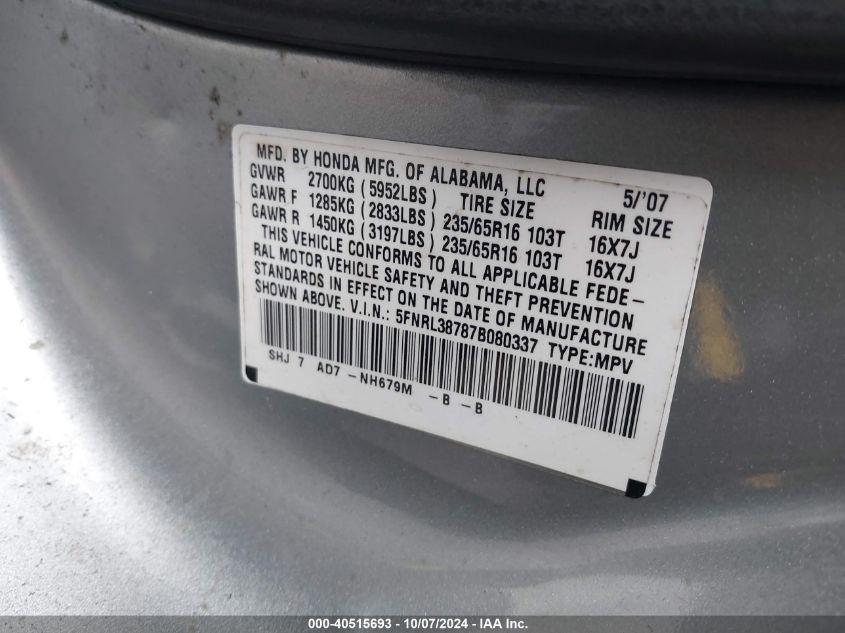 MFD. BY HONDA MFG. OF ALABAMA, LLC 5/'07
GVWR 2700KG (5952LBS) TIRE SIZE RIM SIZE
GAWR F 1285KG (2833LBS) 235/65R16 103T 16X7J
GAWR R 1450KG (3197LBS) 235/65R16 103T 16X7J
THIS VEHICLE CONFORMS TO ALL APPLICABLE FEDE-
RAL MOTOR VEHICLE SAFETY AND THEFT PREVENTION
STANDARDS IN EFFECT ON THE DATE OF MANUFACTURE
SHOWN ABOVE. V.I.N.: 5FNRL38787B080337 TYPE:MPV
SHJ 7 AD7 -NH679M -B -B
000-40515693 - 10/07/2024 - IAA Inc.